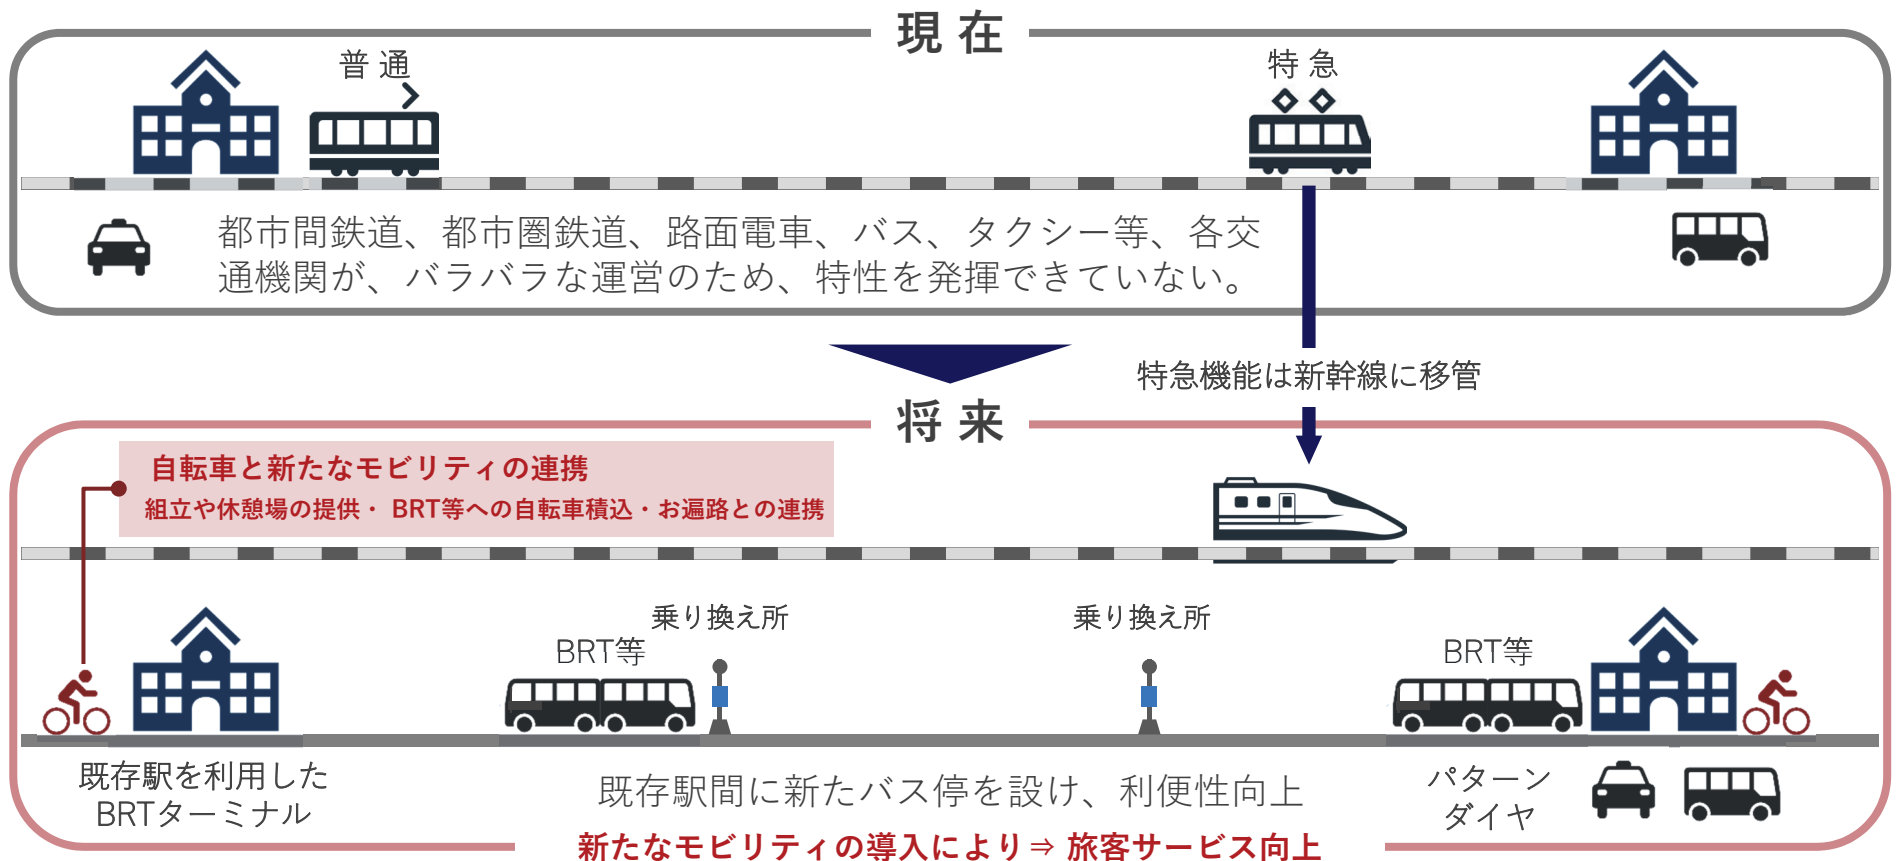 現 在
普 通
特 急
都市間鉄道、都市圏鉄道、路面電車、バス、タクシー等、各交
通機関が、バラバラな運営のため、特性を発揮できていない。
特急機能は新幹線に移管
将 来
自転車と新たなモビリティの連携
組立や休憩場の提供・ BRT等への自転車積込・お遍路との連携
乗り換え所
乗り換え所
BRT等
BRT等
既存駅を利用した
BRTターミナル
既存駅間に新たバス停を設け、利便性向上
パターン
ダイヤ
新たなモビリティの導入により⇒ 旅客サービス向上